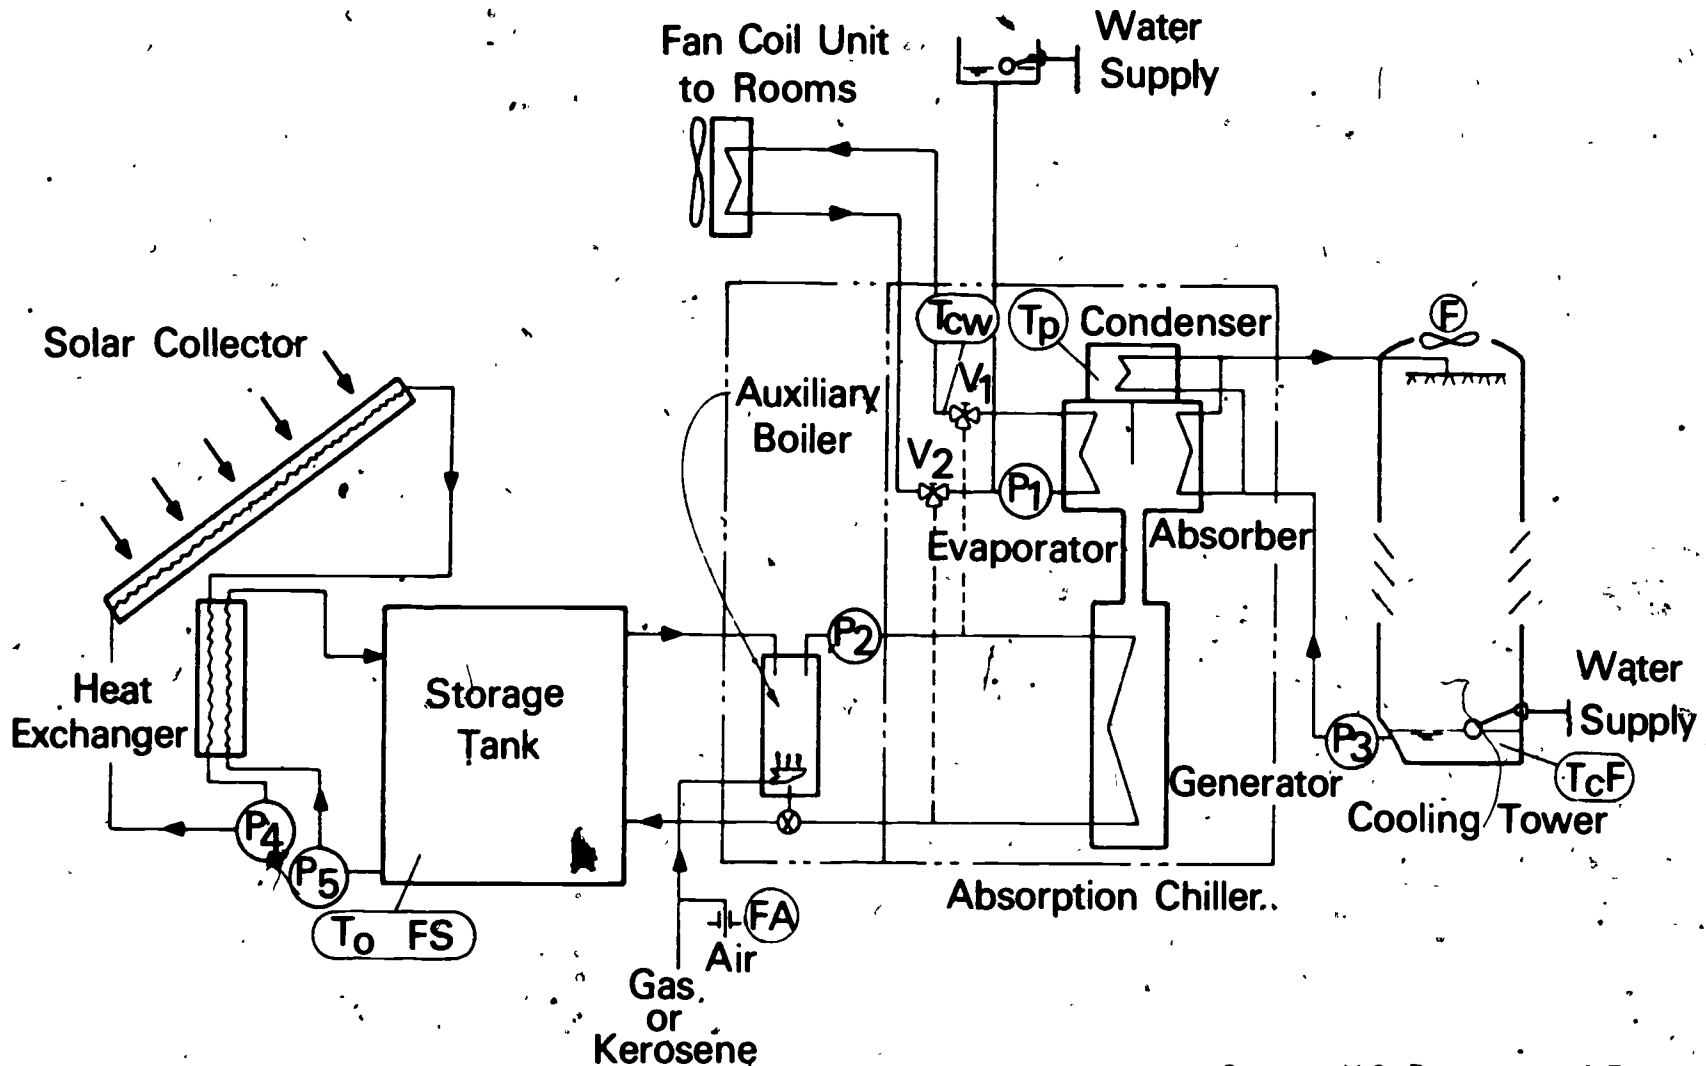 Fan Coil Unit
to Rooms
Water
Supply
Solar Collector
Tcw
Tp
Condenser
F
Auxiliary
Boiler
V1
V2
P1
Evaporator
Absorber
P2
Heat
Exchanger
Storage
Tank
Water
Supply
P3
Generator
TcF
Cooling Tower
P4
P5
Absorption Chiller..
To FS
FA
Air
Gas
or
Kerosene